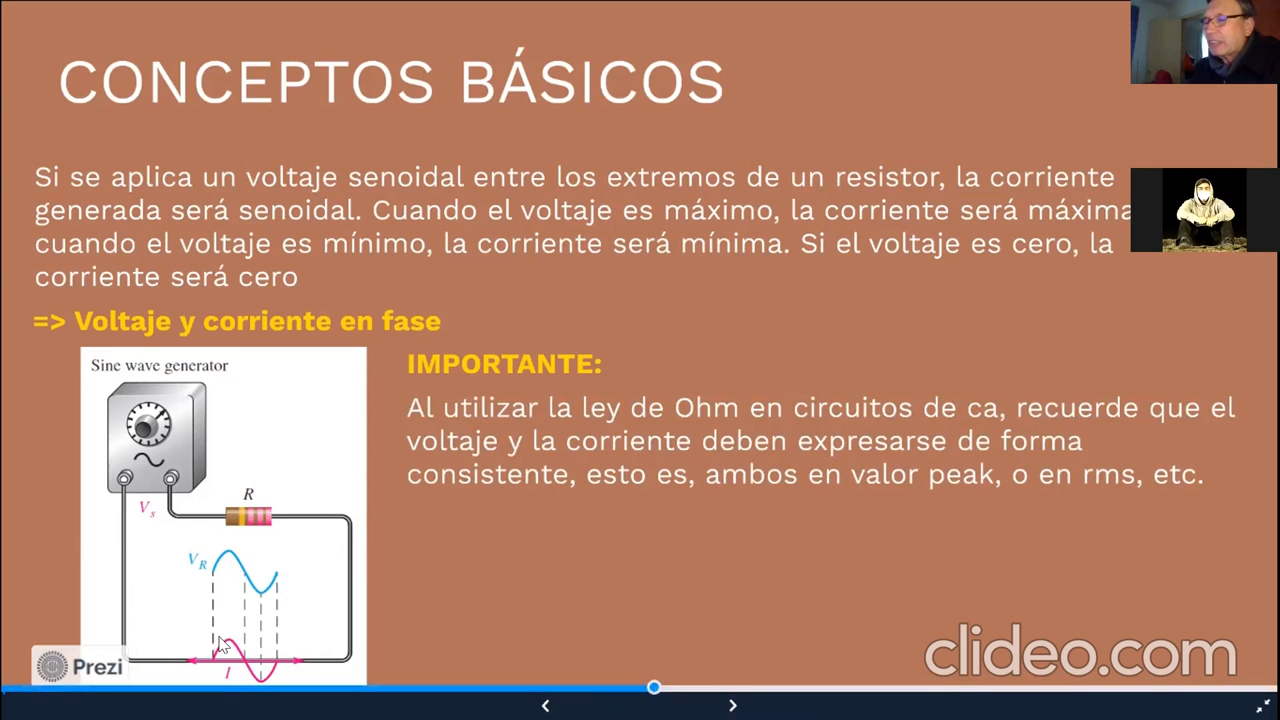 CONCEPTOS BÁSICOS
Si se aplica un voltaje senoidal entre los extremos de un resistor, la corriente
generada será senoidal. Cuando el voltaje es máximo, la corriente será máxima
cuando el voltaje es mínimo, la corriente será mínima. Si el voltaje es cero, la
corriente será cero
=> Voltaje y corriente en fase
Sine wave generator
V s
R
V R
I
IMPORTANTE:
Al utilizar la ley de Ohm en circuitos de ca, recuerde que el
voltaje y la corriente deben expresarse de forma
consistente, esto es, ambos en valor peak, o en rms, etc.
Prezi
clideo.com